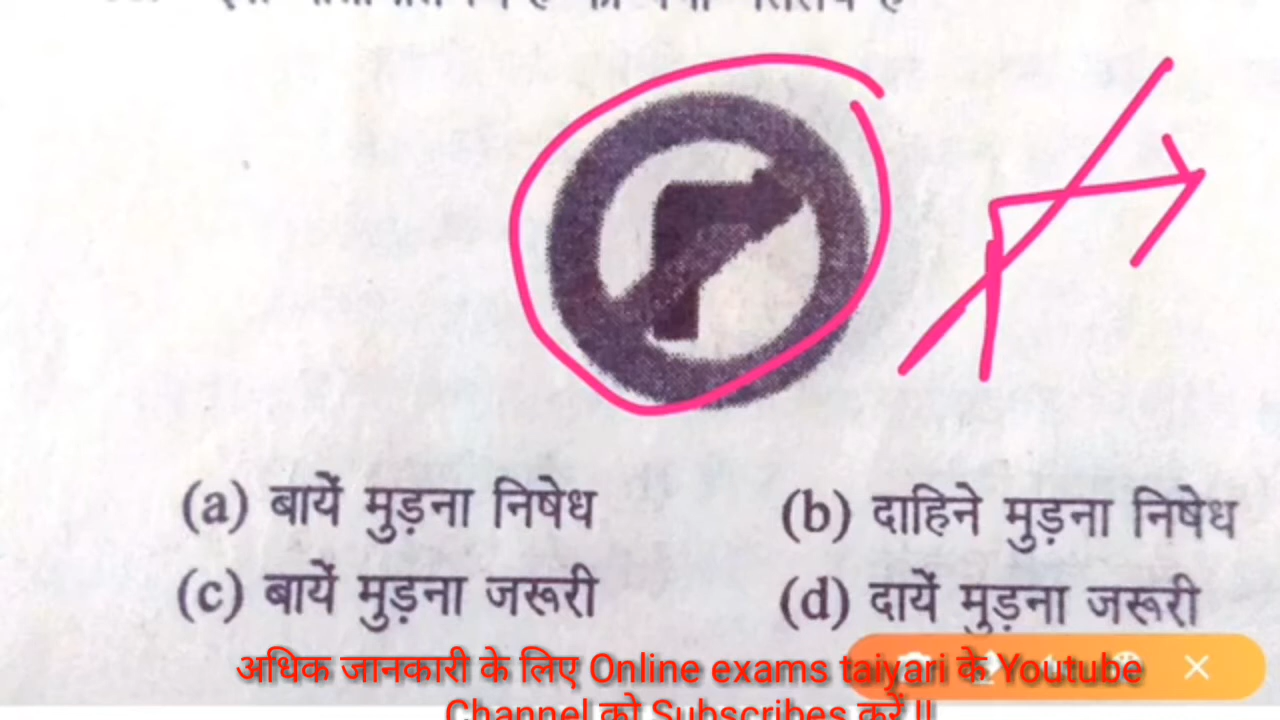 (a) बायें मुड़ना निषेध (b) दाहिने मुड़ना निषेध
(c) बायें मुड़ना जरूरी (d) दायें मुड़ना जरूरी
अधिक जानकारी के लिए Online exams taiyari के Youtube
Channel को Subscribes करें !!